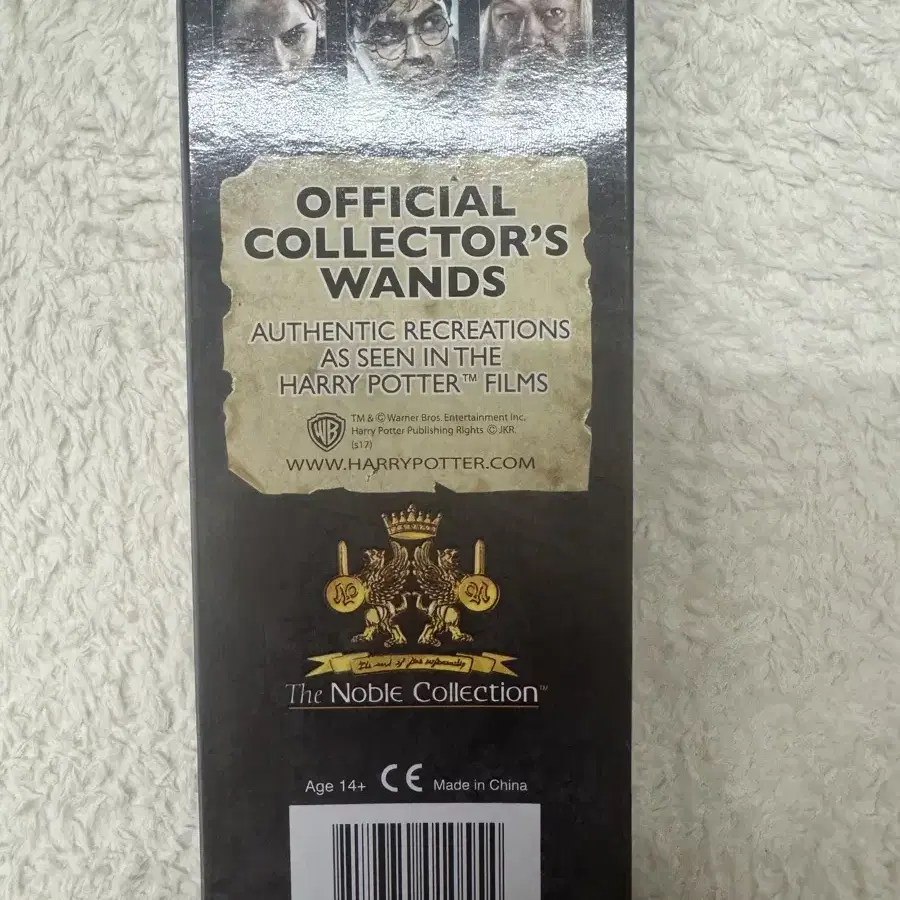 OFFICIAL
COLLECTOR'S
WANDS
AUTHENTIC RECREATIONS
AS SEEN IN THE
HARRY POTTER™ FILMS
WB
TM & © Warner Bros. Entertainment Inc.
Harry Potter Publishing Rights © JKR.
(s17)
WWW.HARRYPOTTER.COM
The Noble Collection™
Age 14+ CE Made in China